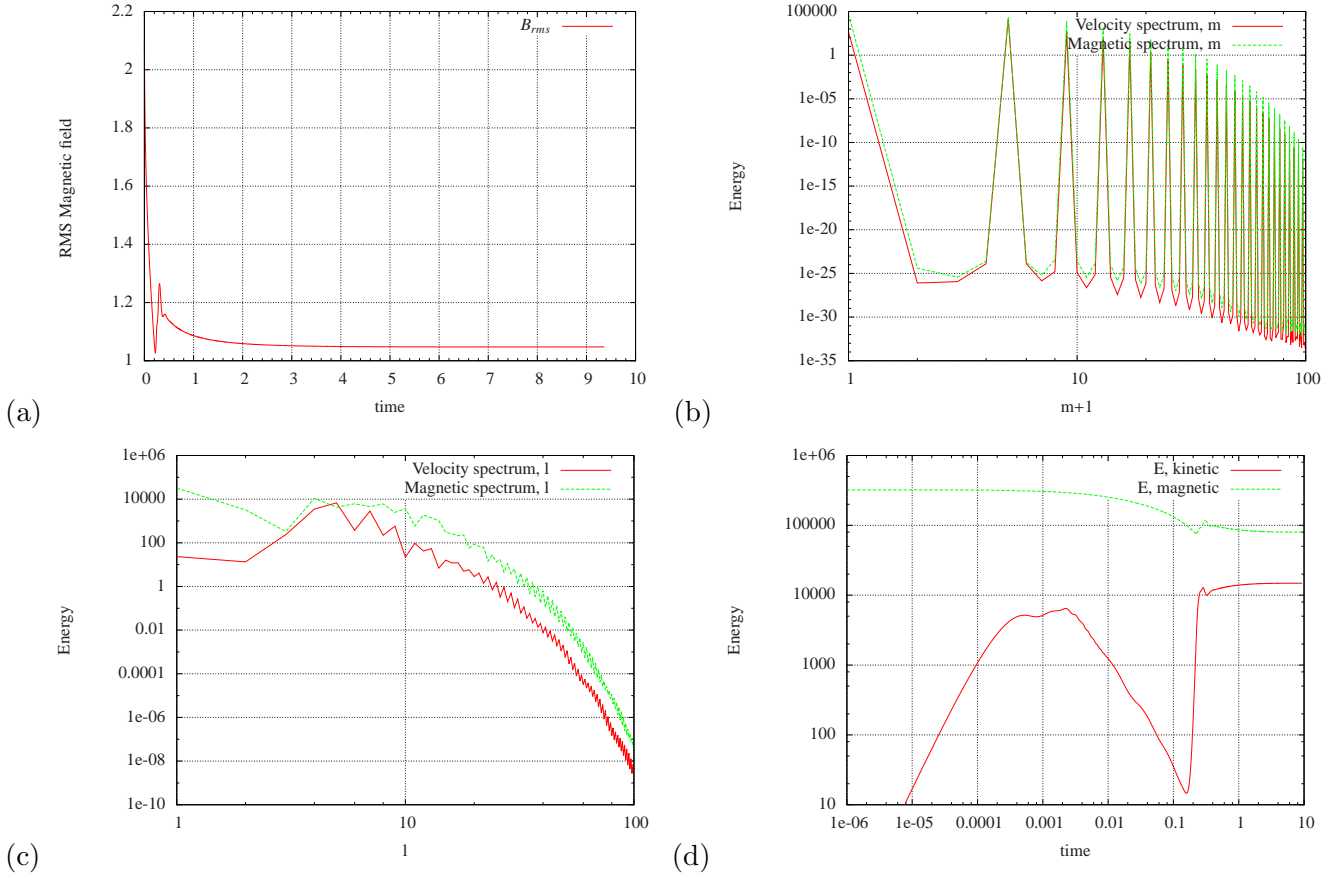 2.2
2
1.8
1.6
1.4
1.2
1
0 1 2 3 4 5 6 7 8 9 10
RMS Magnetic field
time
B_{rms}
(a)
100000
1
1e-05
1e-10
1e-15
1e-20
1e-25
1e-30
1e-35
1 10 100
Energy
m+1
Velocity spectrum, m
Magnetic spectrum, m
(b)
1e+06
10000
100
1
0.01
0.0001
1e-06
1e-08
1e-10
1 10 100
Energy
l
Velocity spectrum, l
Magnetic spectrum, l
(c)
1e+06
100000
10000
1000
100
10
1e-06 1e-05 0.0001 0.001 0.01 0.1 1 10
Energy
time
E, kinetic
E, magnetic
(d)